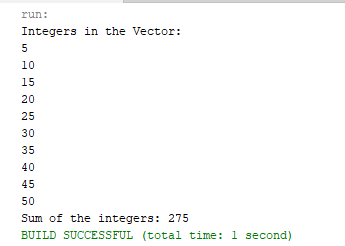 run:
Integers in the Vector:
5
10
15
20
25
30
35
40
45
50
Sum of the integers: 275
BUILD SUCCESSFUL (total time: 1 second)